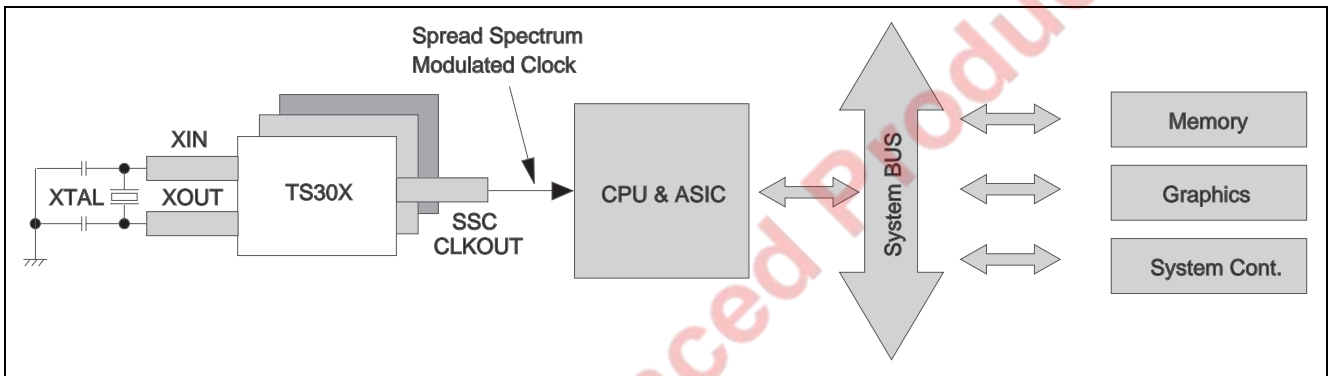 Spread Spectrum
Modulated Clock
XIN
XTAL
XOUT
TS30X
SSC
CLKOUT
CPU & ASIC
System BUS
Memory
Graphics
System Cont.